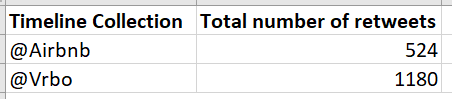 Timeline Collection Total number of retweets
@Airbnb 524
@Vrbo 1180